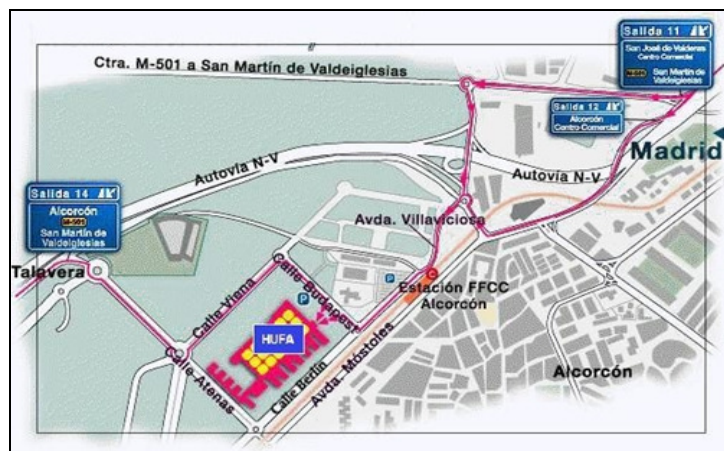 Salida 11
San José de Valderas
Centro Comercial
M-501 San Martín de
Valdeiglesias
Ctra. M-501 a San Martín de Valdeiglesias
Salida 12
Alcorcón
Centro Comercial
Madrid
Autovía N-V
Autovía N-V
Salida 14
Alcorcón
M-501
San Martín de
Valdeiglesias
Avda. Villaviciosa
Talavera
Calle Viena
Calle Budapest
P
P
C
Estación FFCC
Alcorcón
HUFA
Calle Atenas
Calle Berlín
Avda. Móstoles
Alcorcón